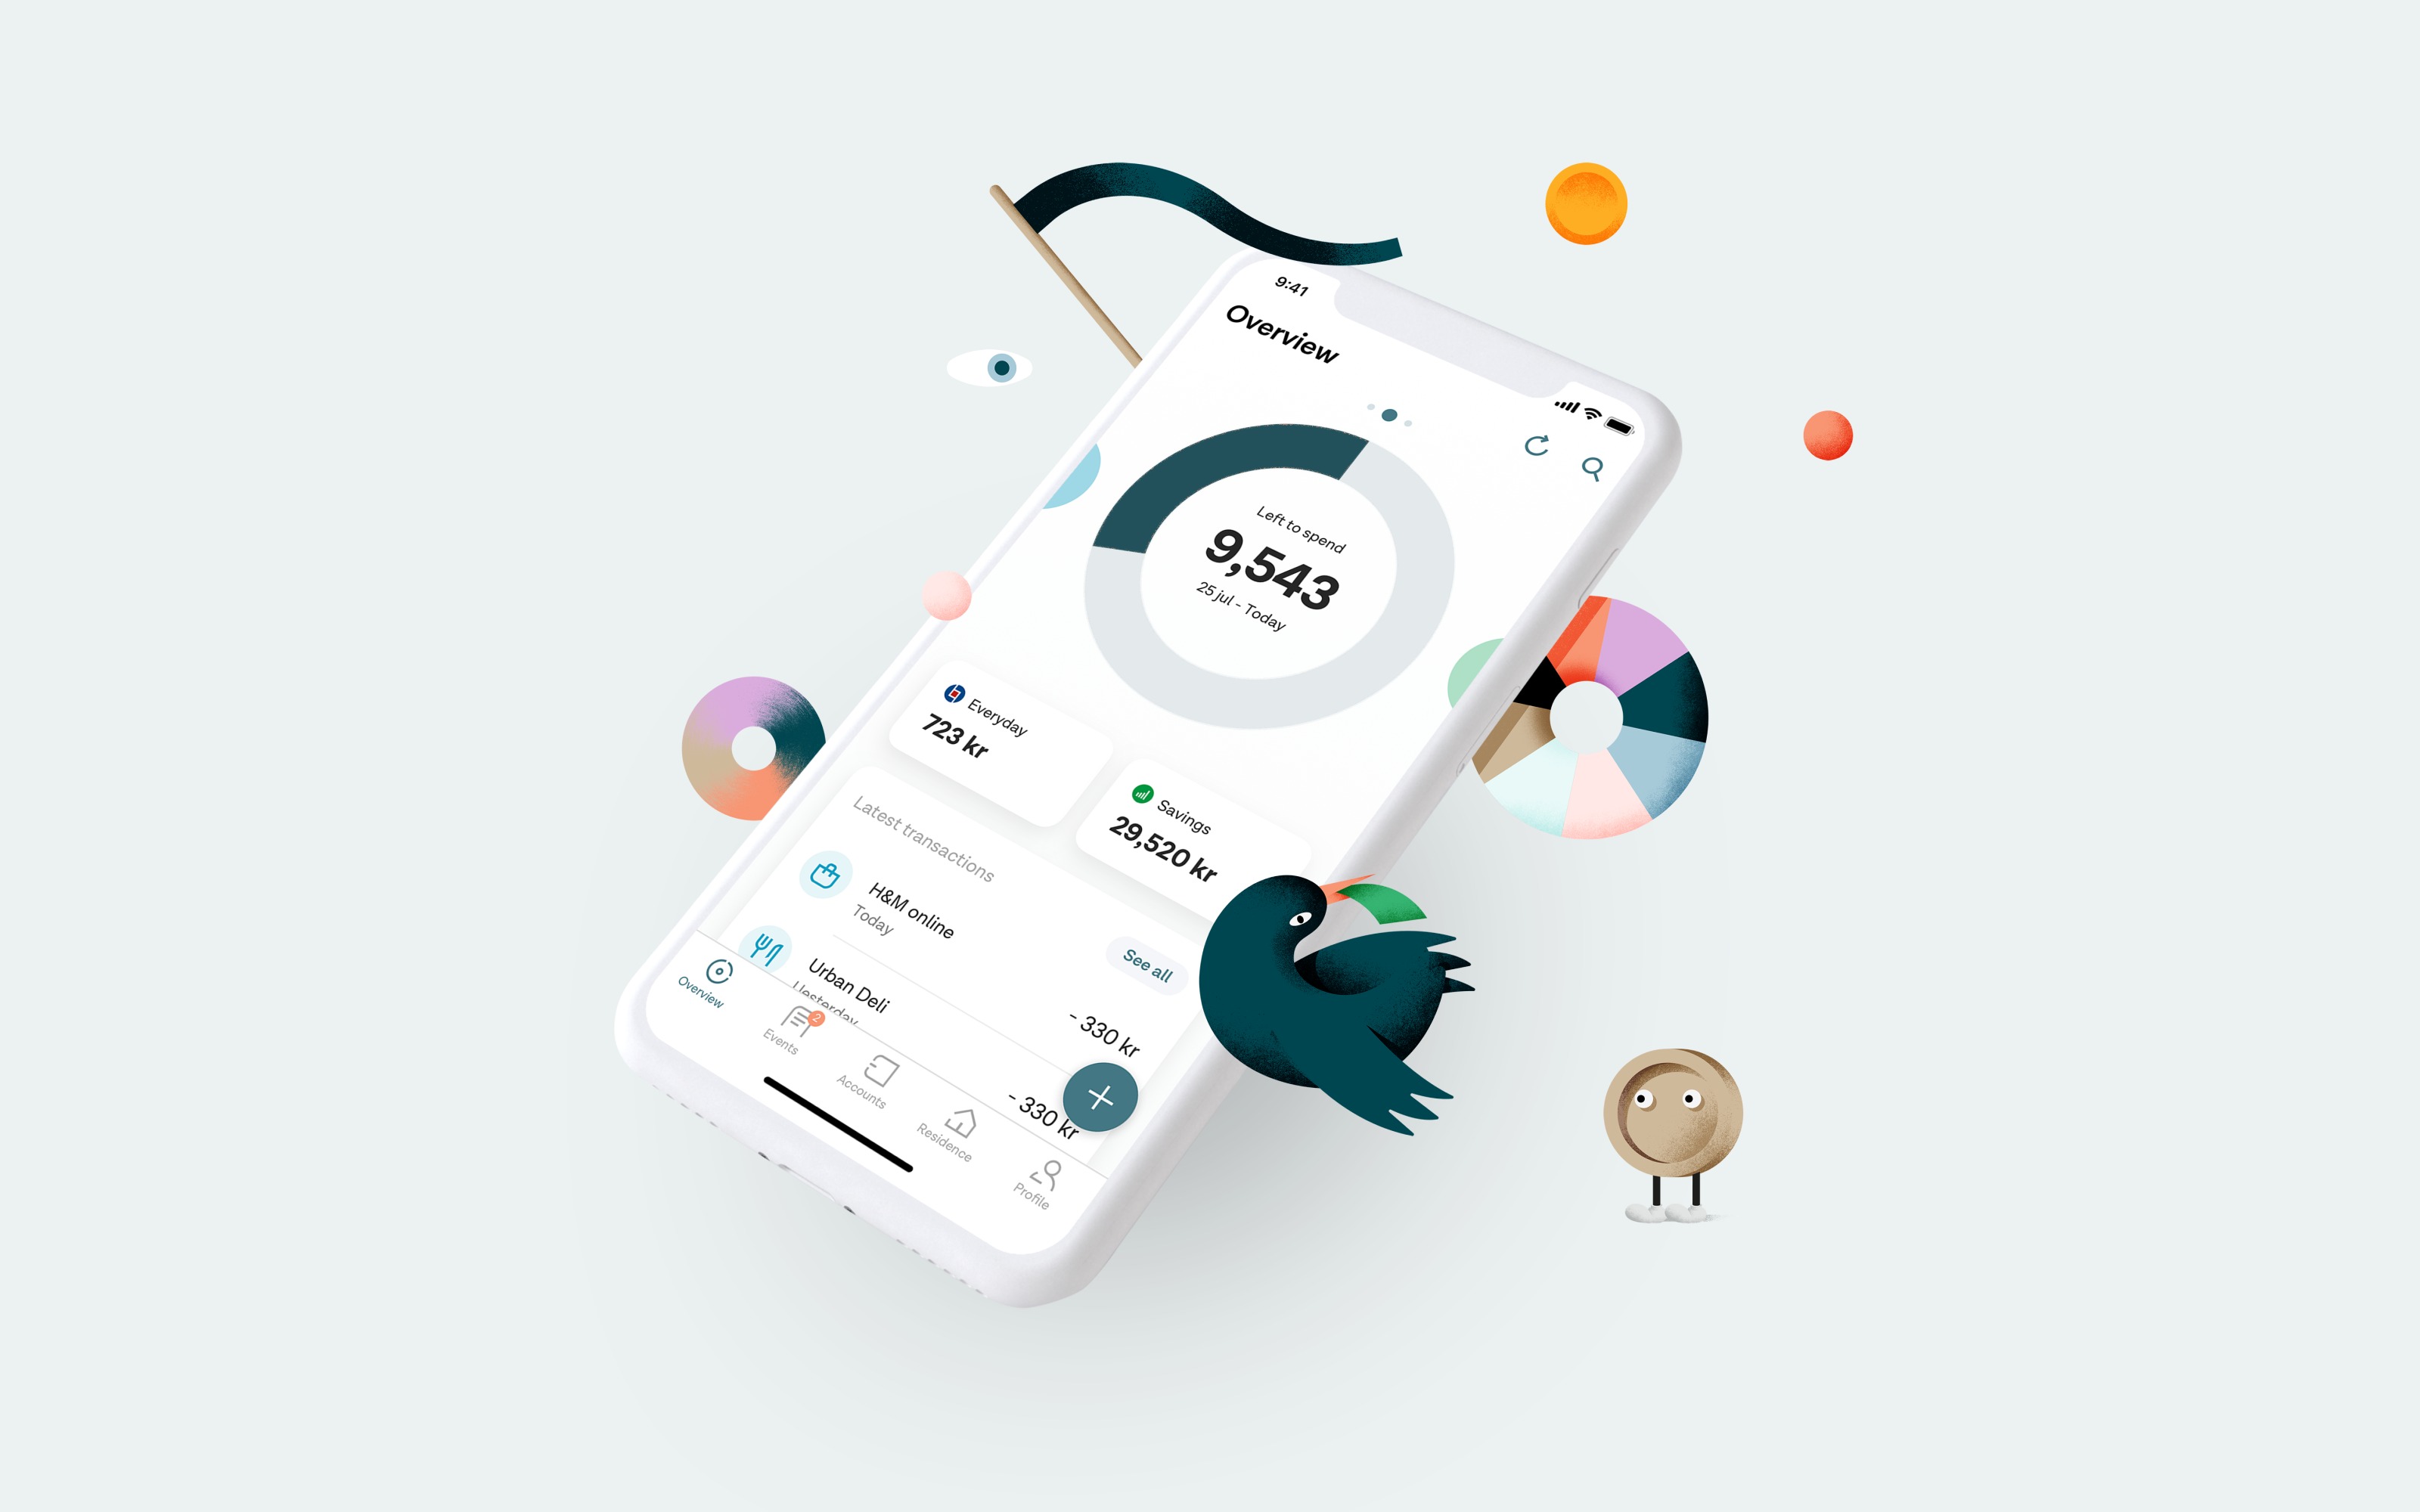 9:41
Overview
Left to spend
9,543
25 jul - Today
Everyday
723 kr
Savings
29,520 kr
Latest transactions
See all
H&M online
Today
- 330 kr
Urban Deli
Yesterday
- 330 kr
Overview
Events
2
Accounts
Residence
Profile